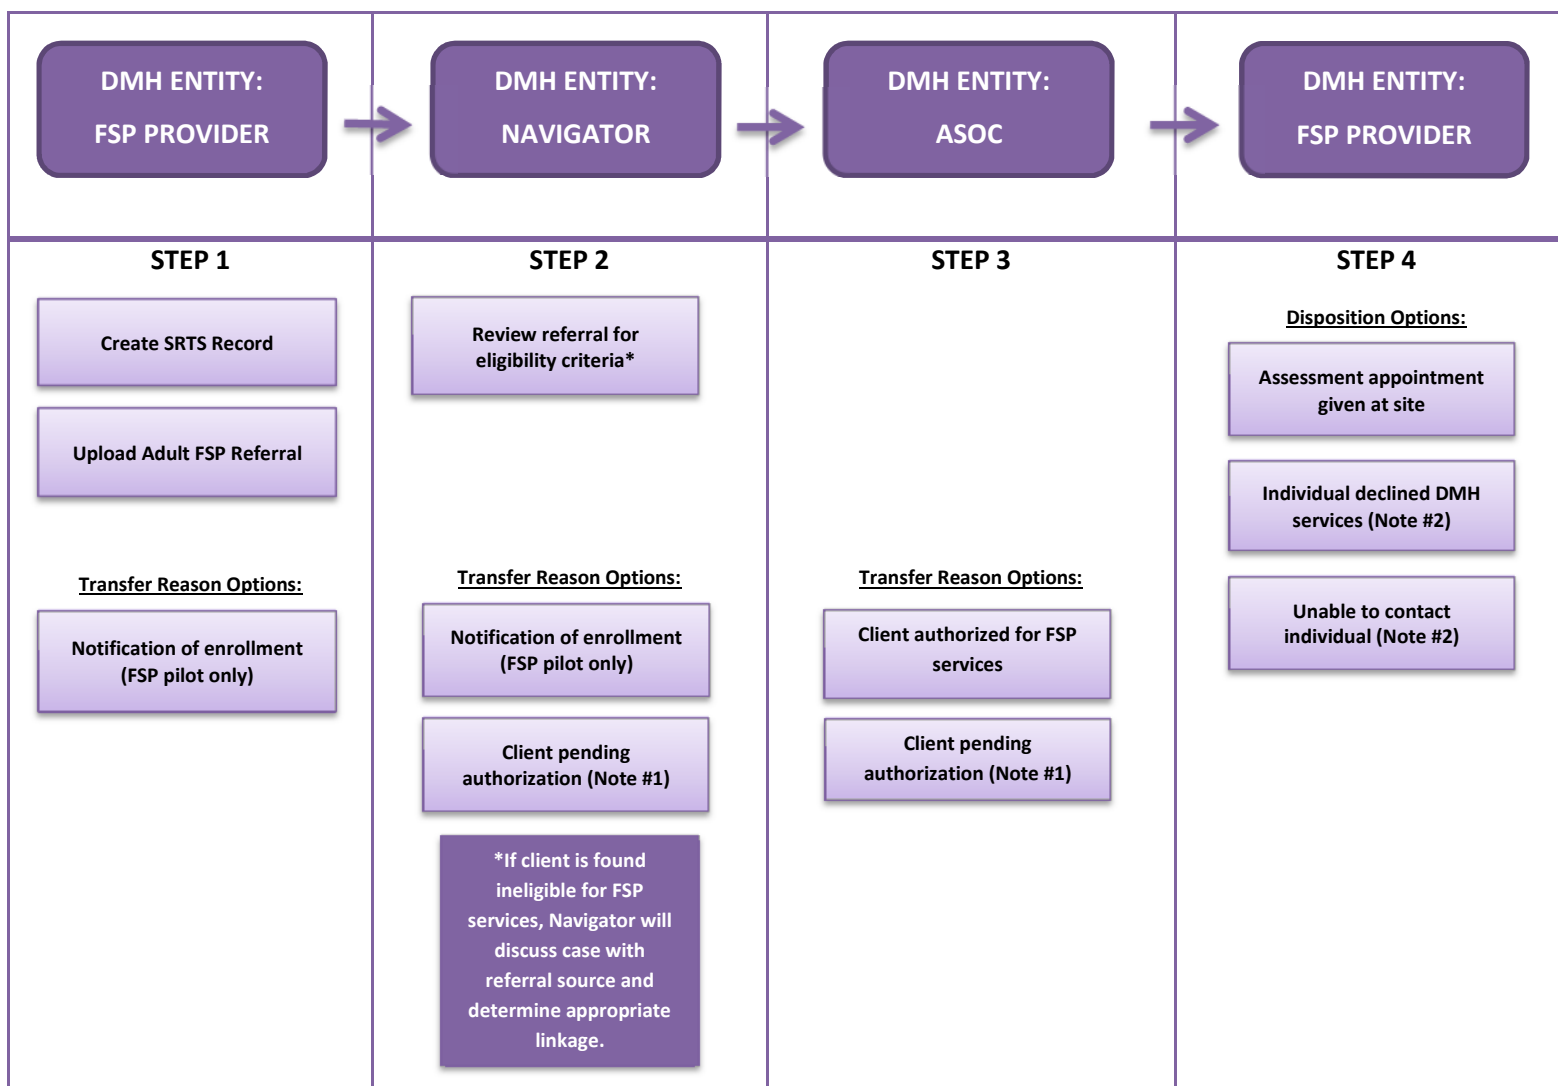 DMH ENTITY:
FSP PROVIDER
DMH ENTITY:
NAVIGATOR
DMH ENTITY:
ASOC
DMH ENTITY:
FSP PROVIDER
STEP 1
Create SRTS Record
Upload Adult FSP Referral
Transfer Reason Options:
Notification of enrollment
(FSP pilot only)
STEP 2
Review referral for
eligibility criteria*
Transfer Reason Options:
Notification of enrollment
(FSP pilot only)
Client pending
authorization (Note #1)
*If client is found
ineligible for FSP
services, Navigator will
discuss case with
referral source and
determine appropriate
linkage.
STEP 3
Transfer Reason Options:
Client authorized for FSP
services
Client pending
authorization (Note #1)
STEP 4
Disposition Options:
Assessment appointment
given at site
Individual declined DMH
services (Note #2)
Unable to contact
individual (Note #2)